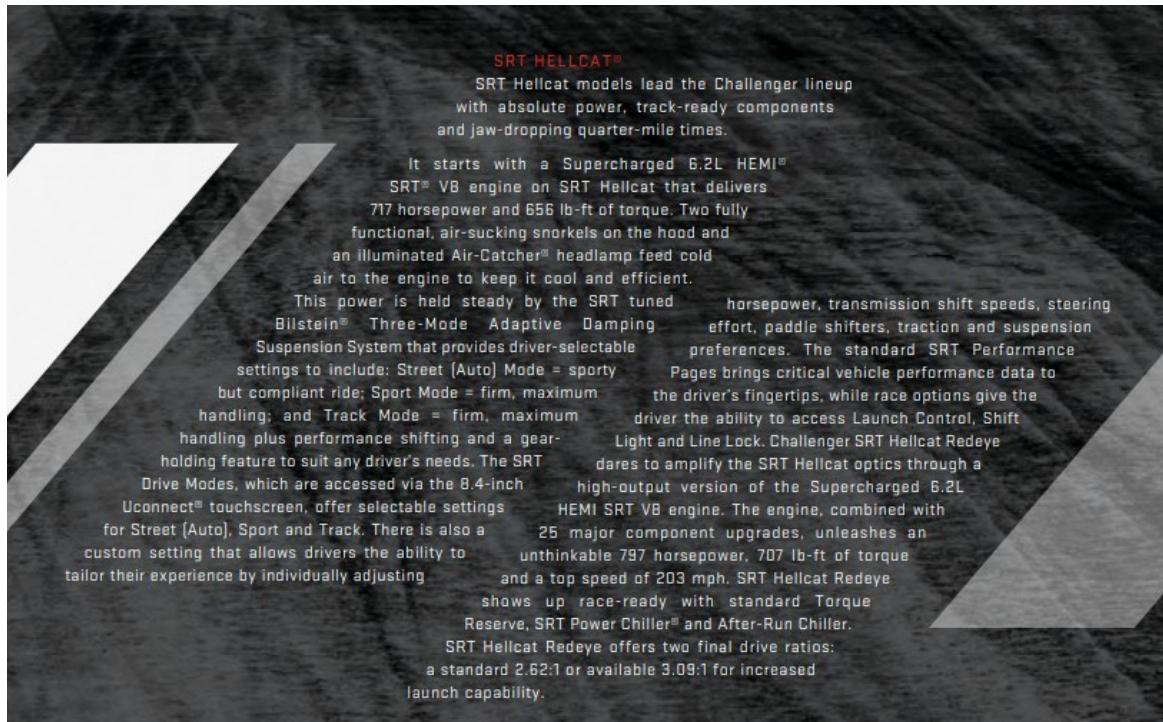 SRT HELLCAT®
SRT Hellcat models lead the Challenger lineup
with absolute power, track-ready components
and jaw-dropping quarter-mile times.
It starts with a Supercharged 6.2L HEMI®
SRT® V8 engine on SRT Hellcat that delivers
717 horsepower and 656 lb-ft of torque. Two fully
functional, air-sucking snorkels on the hood and
an illuminated Air-Catcher® headlamp feed cold
air to the engine to keep it cool and efficient.
This power is held steady by the SRT tuned
Bilstein® Three-Mode Adaptive Damping
Suspension System that provides driver-selectable
settings to include: Street (Auto) Mode = sporty
but compliant ride; Sport Mode = firm, maximum
handling; and Track Mode = firm, maximum
handling plus performance shifting and a gear-
holding feature to suit any driver's needs. The SRT
Drive Modes, which are accessed via the 8.4-inch
Uconnect® touchscreen, offer selectable settings
for Street (Auto), Sport and Track. There is also a
custom setting that allows drivers the ability to
tailor their experience by individually adjusting
horsepower, transmission shift speeds, steering
effort, paddle shifters, traction and suspension
preferences. The standard SRT Performance
Pages brings critical vehicle performance data to
the driver's fingertips, while race options give the
driver the ability to access Launch Control, Shift
Light and Line Lock. Challenger SRT Hellcat Redeye
dares to amplify the SRT Hellcat optics through a
high-output version of the Supercharged 6.2L
HEMI SRT V8 engine. The engine, combined with
25 major component upgrades, unleashes an
unthinkable 797 horsepower, 707 lb-ft of torque
and a top speed of 203 mph. SRT Hellcat Redeye
shows up race-ready with standard Torque
Reserve, SRT Power Chiller® and After-Run Chiller.
SRT Hellcat Redeye offers two final drive ratios:
a standard 2.62:1 or available 3.09:1 for increased
launch capability.